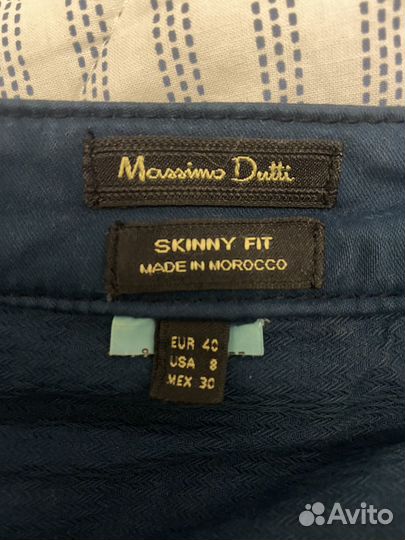 Massimo Dutti
SKINNY FIT
MADE IN MOROCCO
EUR 40
USA 8
MEX 30
Avito